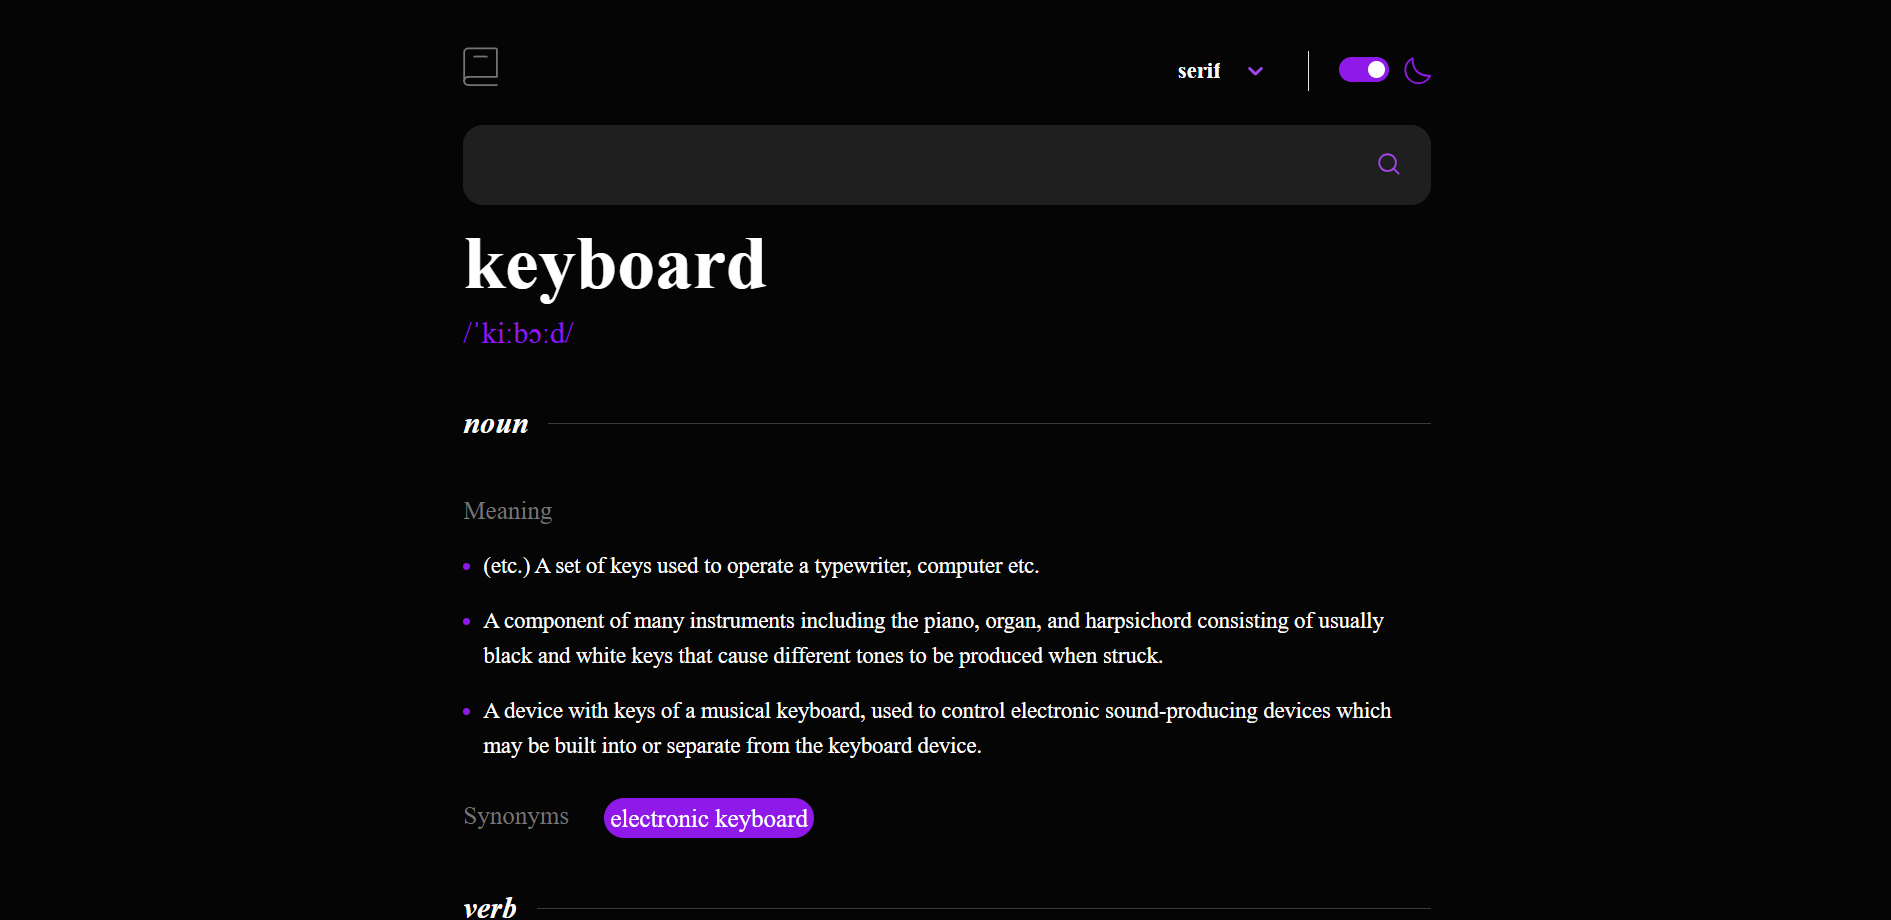 serif
keyboard
/ˈkiːbɔːd/
noun
Meaning
(etc.) A set of keys used to operate a typewriter, computer etc.
A component of many instruments including the piano, organ, and harpsichord consisting of usually
black and white keys that cause different tones to be produced when struck.
A device with keys of a musical keyboard, used to control electronic sound-producing devices which
may be built into or separate from the keyboard device.
Synonyms electronic keyboard
verb